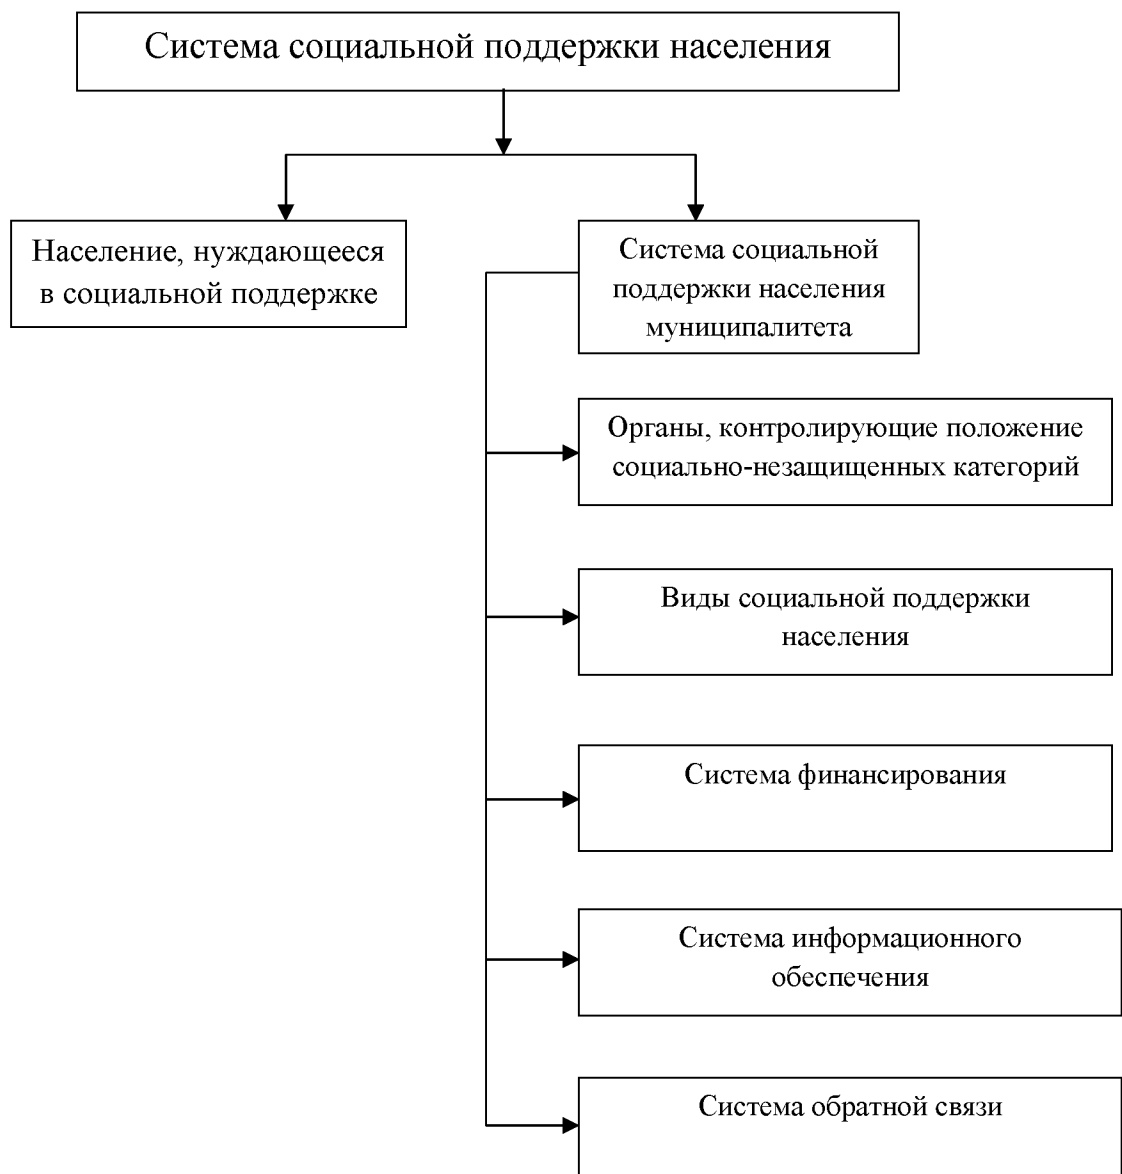 Система социальной поддержки населения
Население, нуждающееся
в социальной поддержке
Система социальной
поддержки населения
муниципалитета
Органы, контролирующие положение
социально-незащищенных категорий
Виды социальной поддержки
населения
Система финансирования
Система информационного
обеспечения
Система обратной связи